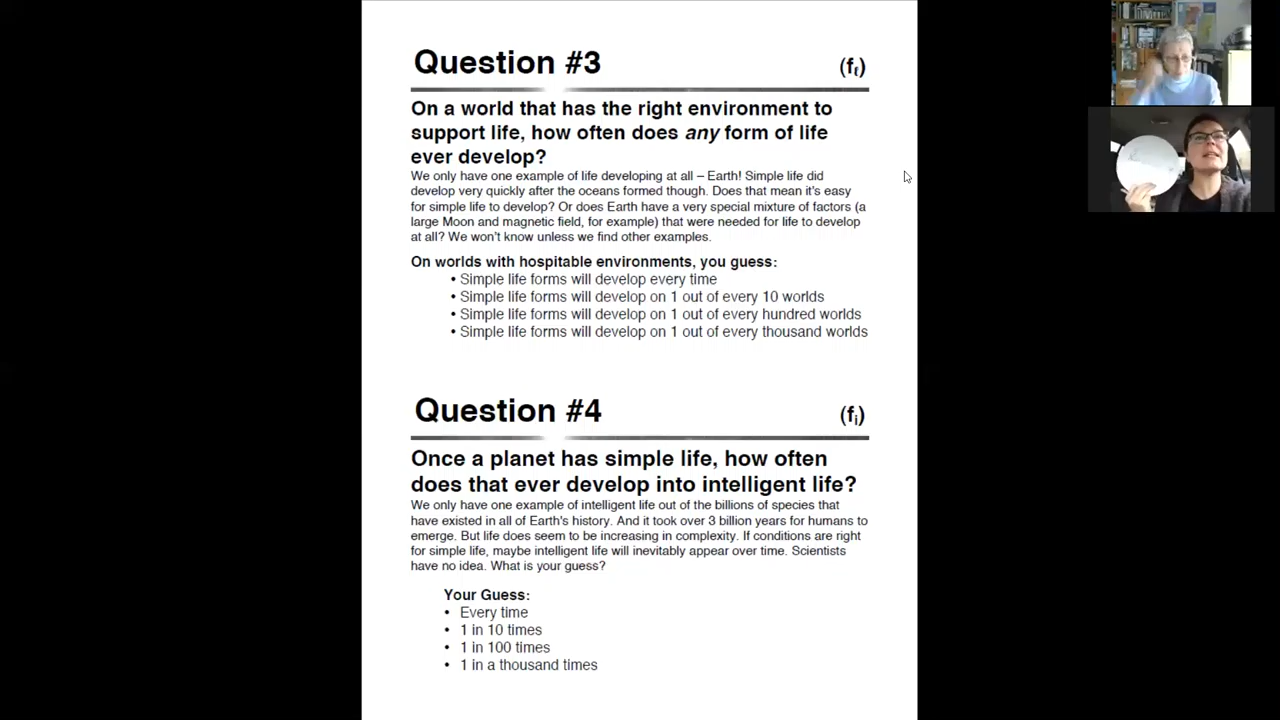 Question #3 (fℓ)
On a world that has the right environment to
support life, how often does any form of life
ever develop?
We only have one example of life developing at all – Earth! Simple life did
develop very quickly after the oceans formed though. Does that mean it's easy
for simple life to develop? Or does Earth have a very special mixture of factors (a
large Moon and magnetic field, for example) that were needed for life to develop
at all? We won't know unless we find other examples.
On worlds with hospitable environments, you guess:
• Simple life forms will develop every time
• Simple life forms will develop on 1 out of every 10 worlds
• Simple life forms will develop on 1 out of every hundred worlds
• Simple life forms will develop on 1 out of every thousand worlds
Question #4 (fi)
Once a planet has simple life, how often
does that ever develop into intelligent life?
We only have one example of intelligent life out of the billions of species that
have existed in all of Earth's history. And it took over 3 billion years for humans to
emerge. But life does seem to be increasing in complexity. If conditions are right
for simple life, maybe intelligent life will inevitably appear over time. Scientists
have no idea. What is your guess?
Your Guess:
• Every time
• 1 in 10 times
• 1 in 100 times
• 1 in a thousand times